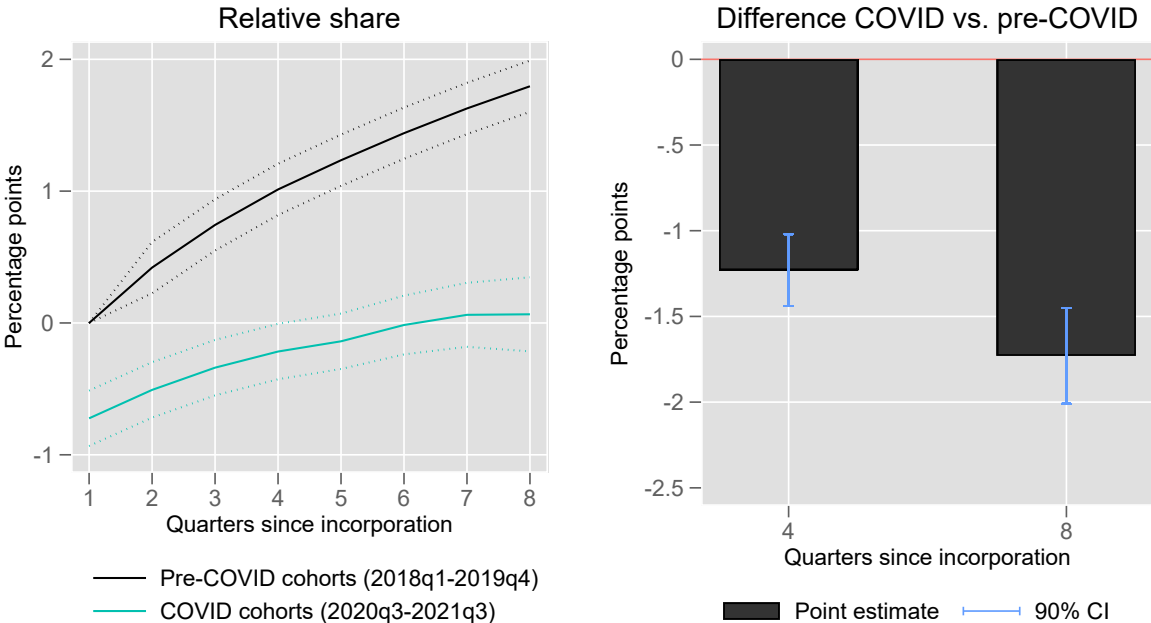 Relative share
Percentage points
2
1
0
-1
1 2 3 4 5 6 7 8
Quarters since incorporation
Pre-COVID cohorts (2018q1-2019q4)
COVID cohorts (2020q3-2021q3)
Difference COVID vs. pre-COVID
Percentage points
0
-.5
-1
-1.5
-2
-2.5
4 8
Quarters since incorporation
Point estimate 90% CI